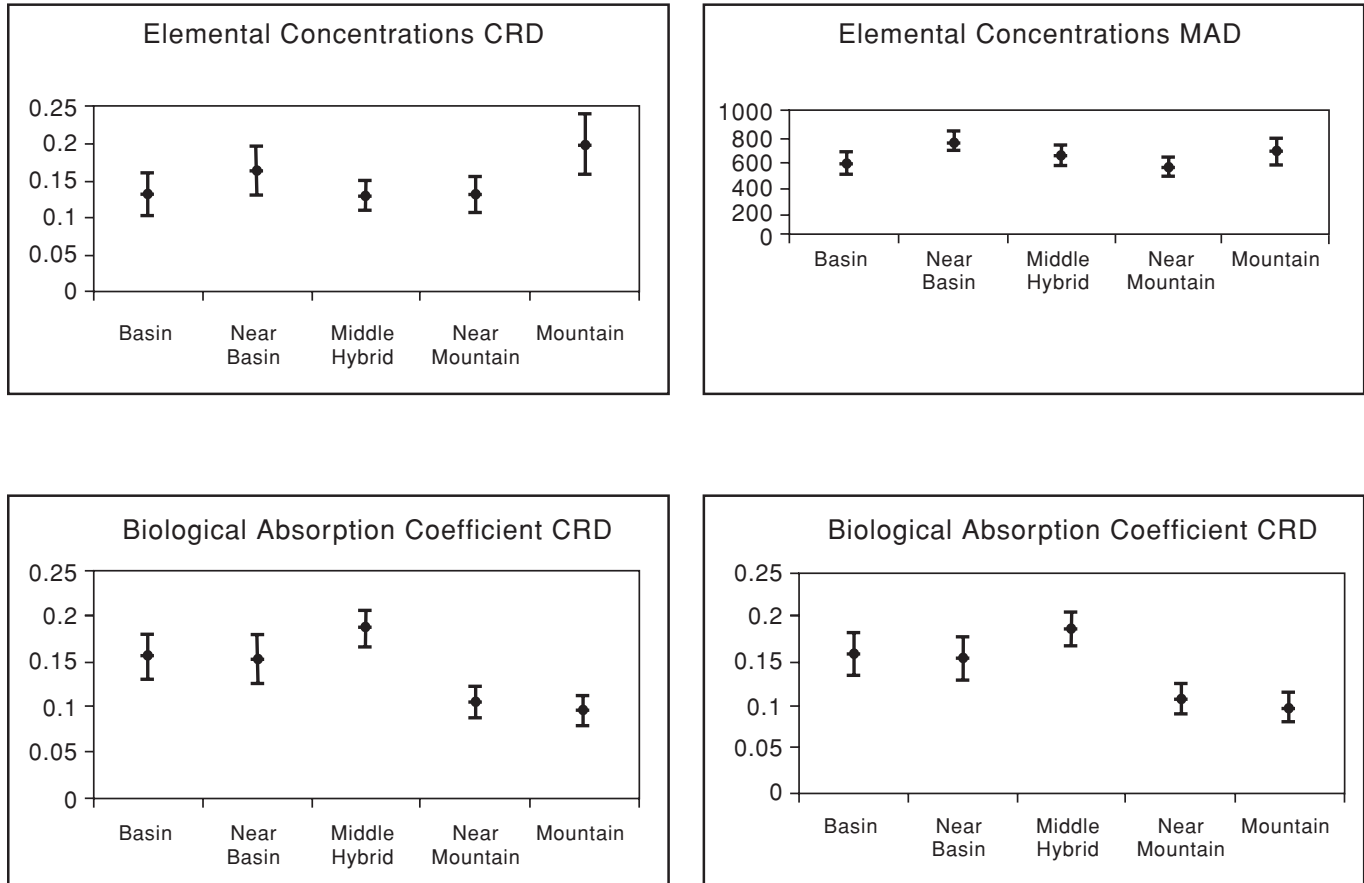 Elemental Concentrations CRD
0.25
0.2
0.15
0.1
0.05
0
Basin
Near
Basin
Middle
Hybrid
Near
Mountain
Mountain
Elemental Concentrations MAD
1000
800
600
400
200
0
Basin
Near
Basin
Middle
Hybrid
Near
Mountain
Mountain
Biological Absorption Coefficient CRD
0.25
0.2
0.15
0.1
0.05
0
Basin
Near
Basin
Middle
Hybrid
Near
Mountain
Mountain
Biological Absorption Coefficient CRD
0.25
0.2
0.15
0.1
0.05
0
Basin
Near
Basin
Middle
Hybrid
Near
Mountain
Mountain